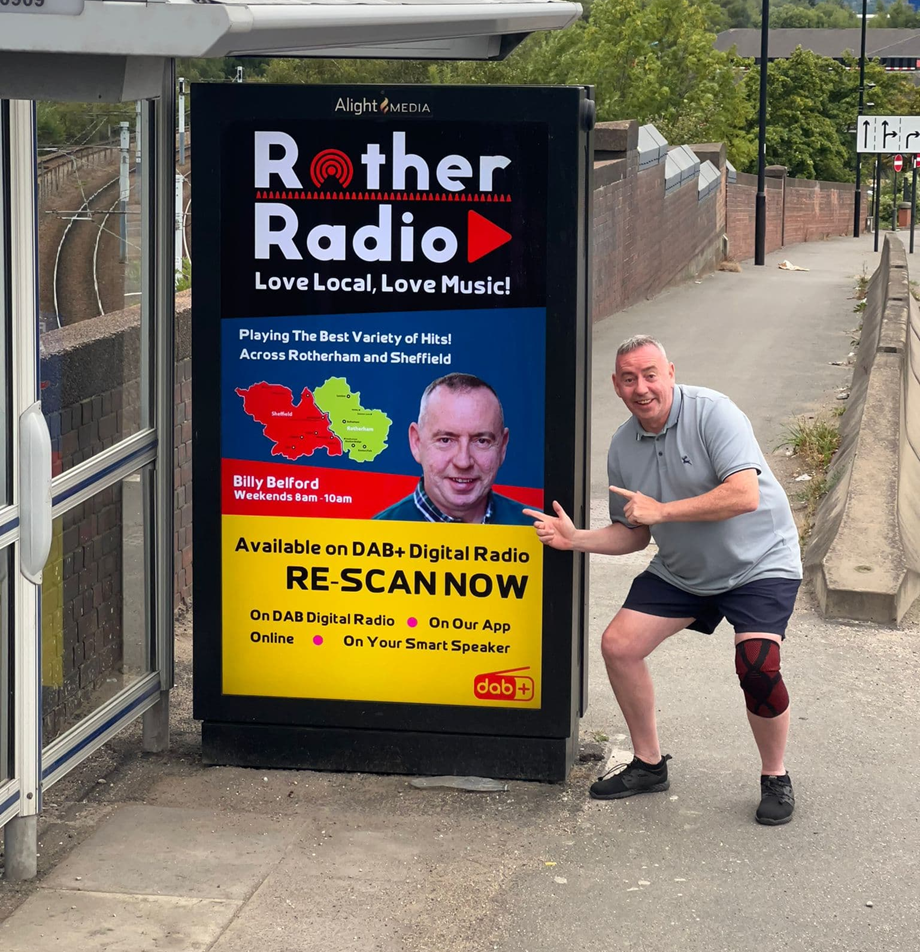 0909
Alight MEDIA
Rother
Radio
Love Local, Love Music!
Playing The Best Variety of Hits!
Across Rotherham and Sheffield
Sheffield
Rotherham
Billy Belford
Weekends 8am - 10am
Available on DAB+ Digital Radio
RE-SCAN NOW
On DAB Digital Radio • On Our App
Online • On Your Smart Speaker
dab+